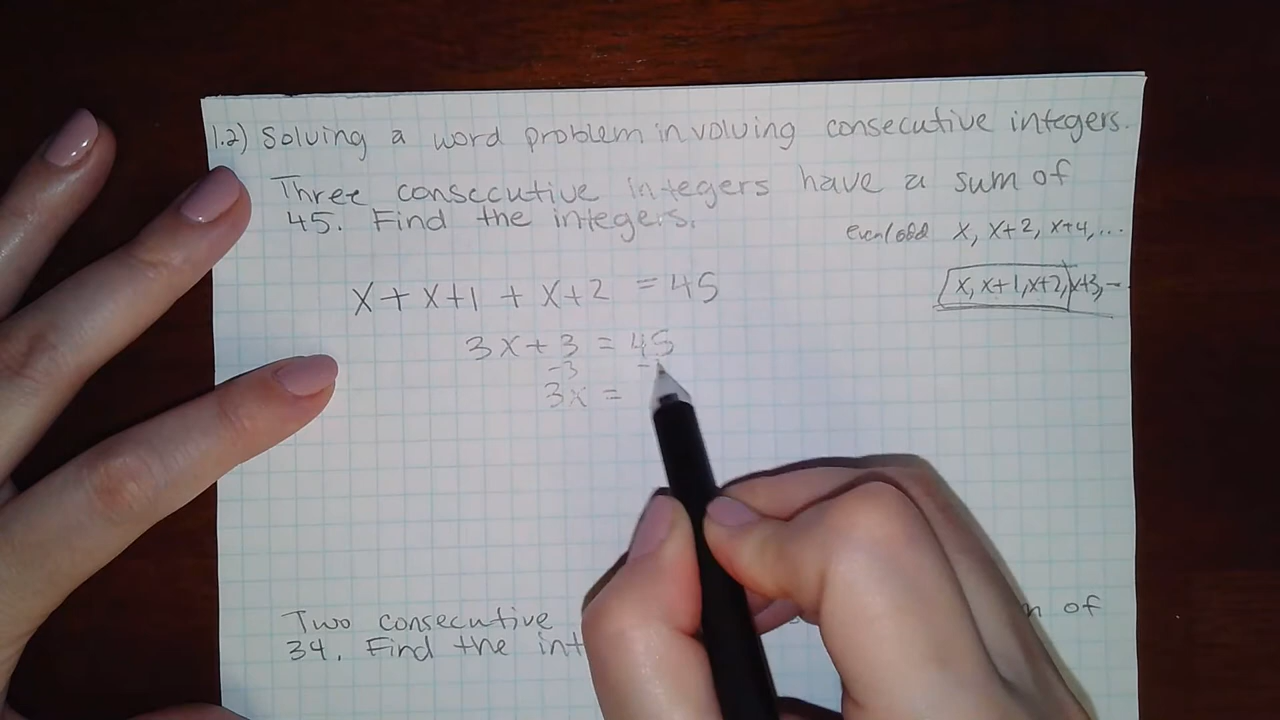 1.2) Solving a word problem involving consecutive integers.
Three consecutive integers have a sum of
45. Find the integers.
even/odd x, x+2, x+4,...
x, x+1, x+2, x+3, -
x + x+1 + x+2 = 45
3x + 3 = 45
-3 -
3x =
Two consecutive of
34. Find the